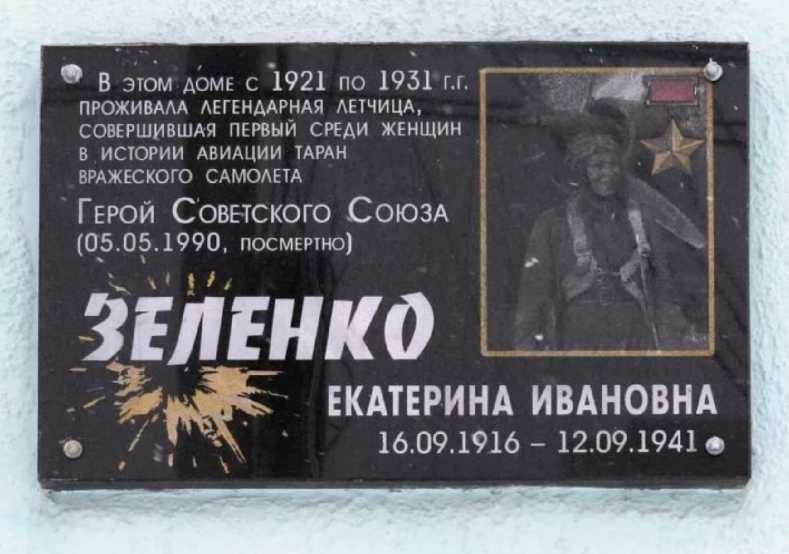 В ЭТОМ ДОМЕ С 1921 ПО 1931 Г.Г.
ПРОЖИВАЛА ЛЕГЕНДАРНАЯ ЛЕТЧИЦА,
СОВЕРШИВШАЯ ПЕРВЫЙ СРЕДИ ЖЕНЩИН
В ИСТОРИИ АВИАЦИИ ТАРАН
ВРАЖЕСКОГО САМОЛЕТА
ГЕРОЙ СОВЕТСКОГО СОЮЗА
(05.05.1990, ПОСМЕРТНО)
ЗЕЛЕНКО
ЕКАТЕРИНА ИВАНОВНА
16.09.1916 – 12.09.1941